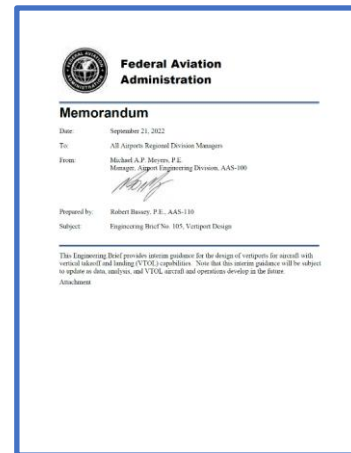 Federal Aviation
Administration
Memorandum
Date: September 21, 2022
To: All Airports Regional Division Managers
From: Michael A.P. Meyers, P.E.
Manager, Airport Engineering Division, AAS-100
Prepared by: Robert Bassey, P.E., AAS-110
Subject: Engineering Brief No. 105, Vertiport Design
This Engineering Brief provides interim guidance for the design of vertiports for aircraft with
vertical takeoff and landing (VTOL) capabilities. Note that this interim guidance will be subject
to update as data, analysis, and VTOL aircraft and operations develop in the future.
Attachment